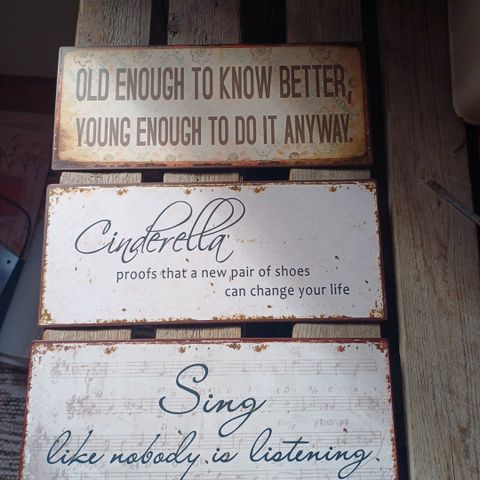 OLD ENOUGH TO KNOW BETTER,
YOUNG ENOUGH TO DO IT ANYWAY.
Cinderella
proofs that a new pair of shoes
can change your life
Sing
like nobody is listening.